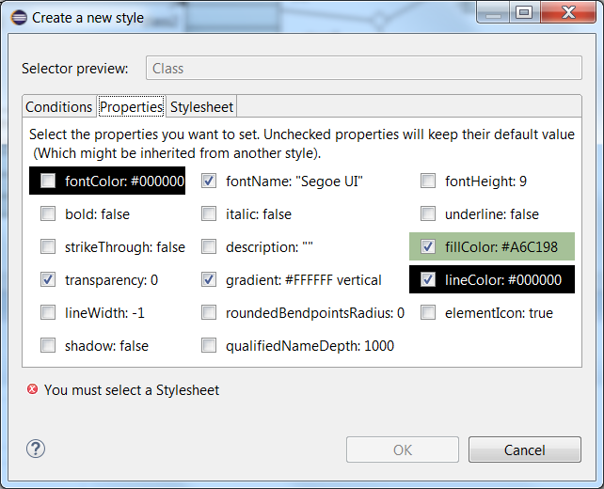 Create a new style
Selector preview: Class
Conditions Properties Stylesheet
Select the properties you want to set. Unchecked properties will keep their default value
(Which might be inherited from another style).
fontColor: #000000 fontName: "Segoe UI" fontHeight: 9
bold: false italic: false underline: false
strikeThrough: false description: "" fillColor: #A6C198
transparency: 0 gradient: #FFFFFF vertical lineColor: #000000
lineWidth: -1 roundedBendpointsRadius: 0 elementIcon: true
shadow: false qualifiedNameDepth: 1000
You must select a Stylesheet
? OK Cancel